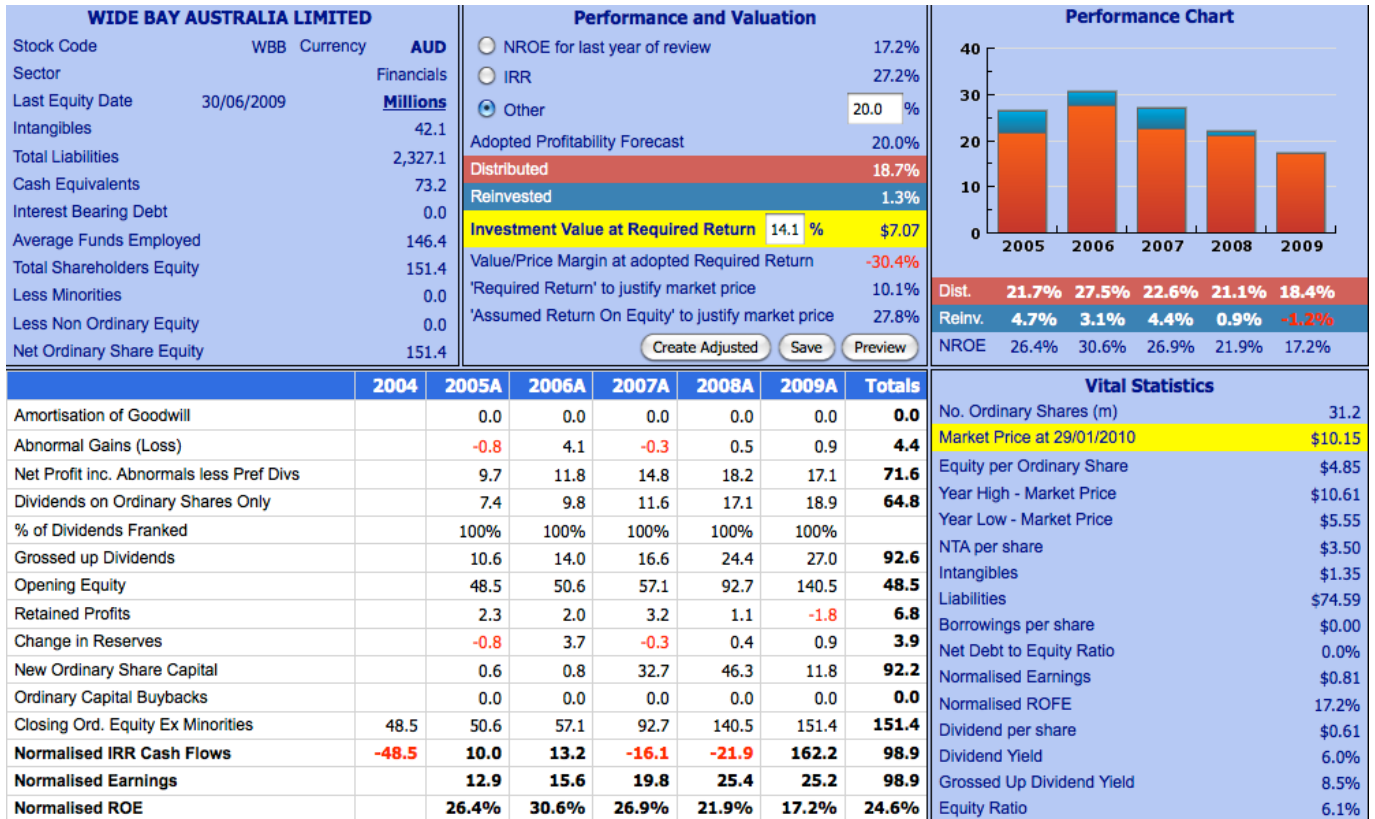 WIDE BAY AUSTRALIA LIMITED
Stock Code WBB Currency AUD
Sector Financials
Last Equity Date 30/06/2009 Millions
Intangibles 42.1
Total Liabilities 2,327.1
Cash Equivalents 73.2
Interest Bearing Debt 0.0
Average Funds Employed 146.4
Total Shareholders Equity 151.4
Less Minorities 0.0
Less Non Ordinary Equity 0.0
Net Ordinary Share Equity 151.4
Performance and Valuation
NROE for last year of review 17.2%
IRR 27.2%
Other 20.0 %
Adopted Profitability Forecast 20.0%
Distributed 18.7%
Reinvested 1.3%
Investment Value at Required Return 14.1 % $7.07
Value/Price Margin at adopted Required Return -30.4%
'Required Return' to justify market price 10.1%
'Assumed Return On Equity' to justify market price 27.8%
Create Adjusted Save Preview
Performance Chart
40
30
20
10
0
2005 2006 2007 2008 2009
Dist. 21.7% 27.5% 22.6% 21.1% 18.4%
Reinv. 4.7% 3.1% 4.4% 0.9% -1.2%
NROE 26.4% 30.6% 26.9% 21.9% 17.2%
2004 2005A 2006A 2007A 2008A 2009A Totals
Amortisation of Goodwill 0.0 0.0 0.0 0.0 0.0 0.0
Abnormal Gains (Loss) -0.8 4.1 -0.3 0.5 0.9 4.4
Net Profit inc. Abnormals less Pref Divs 9.7 11.8 14.8 18.2 17.1 71.6
Dividends on Ordinary Shares Only 7.4 9.8 11.6 17.1 18.9 64.8
% of Dividends Franked 100% 100% 100% 100% 100%
Grossed up Dividends 10.6 14.0 16.6 24.4 27.0 92.6
Opening Equity 48.5 50.6 57.1 92.7 140.5 48.5
Retained Profits 2.3 2.0 3.2 1.1 -1.8 6.8
Change in Reserves -0.8 3.7 -0.3 0.4 0.9 3.9
New Ordinary Share Capital 0.6 0.8 32.7 46.3 11.8 92.2
Ordinary Capital Buybacks 0.0 0.0 0.0 0.0 0.0 0.0
Closing Ord. Equity Ex Minorities 48.5 50.6 57.1 92.7 140.5 151.4 151.4
Normalised IRR Cash Flows -48.5 10.0 13.2 -16.1 -21.9 162.2 98.9
Normalised Earnings 12.9 15.6 19.8 25.4 25.2 98.9
Normalised ROE 26.4% 30.6% 26.9% 21.9% 17.2% 24.6%
Vital Statistics
No. Ordinary Shares (m) 31.2
Market Price at 29/01/2010 $10.15
Equity per Ordinary Share $4.85
Year High - Market Price $10.61
Year Low - Market Price $5.55
NTA per share $3.50
Intangibles $1.35
Liabilities $74.59
Borrowings per share $0.00
Net Debt to Equity Ratio 0.0%
Normalised Earnings $0.81
Normalised ROFE 17.2%
Dividend per share $0.61
Dividend Yield 6.0%
Grossed Up Dividend Yield 8.5%
Equity Ratio 6.1%